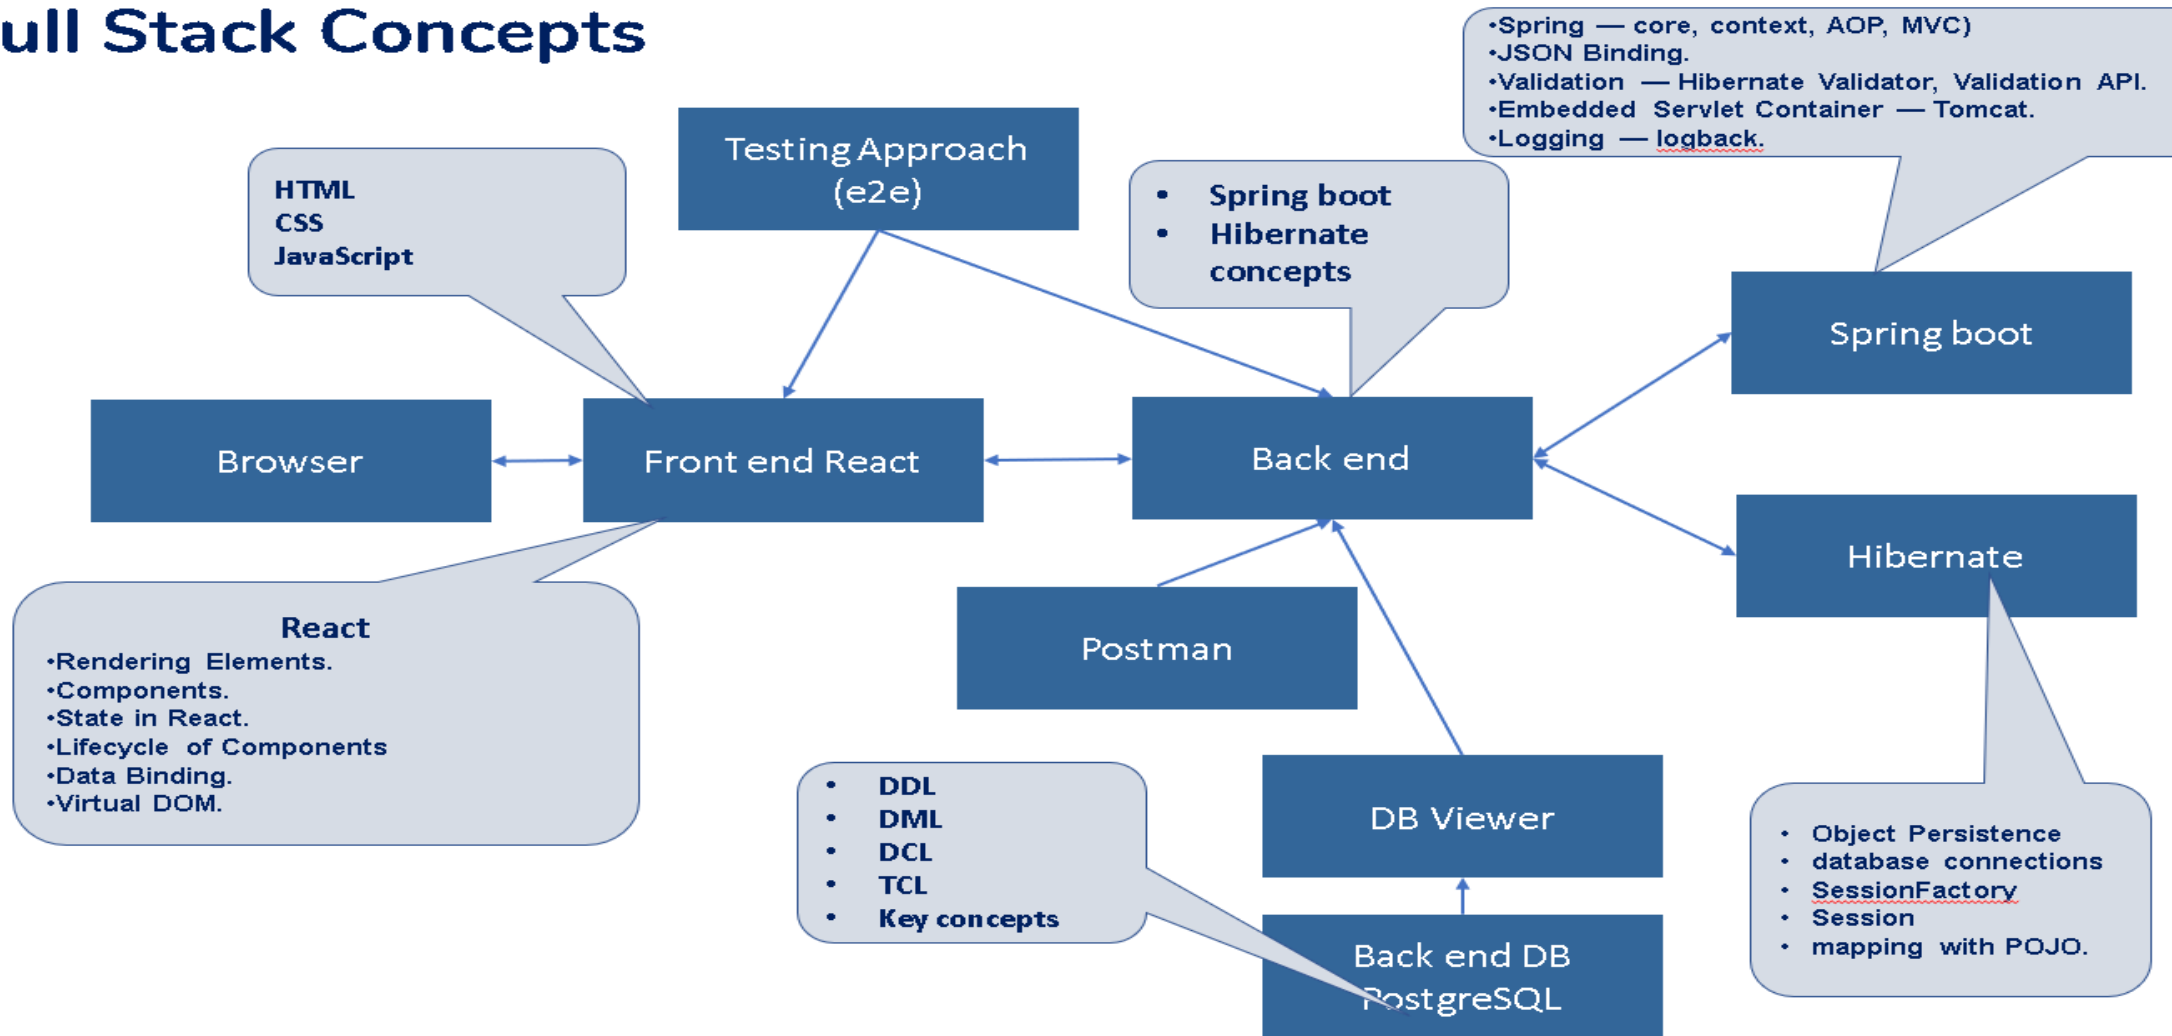 ull Stack Concepts
•Spring — core, context, AOP, MVC)
•JSON Binding.
•Validation — Hibernate Validator, Validation API.
•Embedded Servlet Container — Tomcat.
•Logging — logback.
Testing Approach
(e2e)
HTML
CSS
JavaScript
• Spring boot
• Hibernate
concepts
Spring boot
Browser
Front end React
Back end
Hibernate
React
•Rendering Elements.
•Components.
•State in React.
•Lifecycle of Components
•Data Binding.
•Virtual DOM.
Postman
• DDL
• DML
• DCL
• TCL
• Key concepts
DB Viewer
• Object Persistence
• database connections
• SessionFactory
• Session
• mapping with POJO.
Back end DB
PostgreSQL